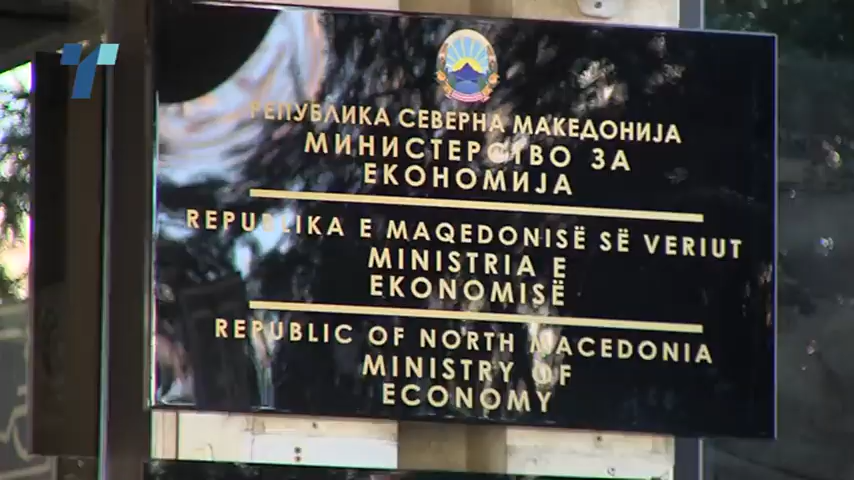 РЕПУБЛИКА СЕВЕРНА МАКЕДОНИЈА
МИНИСТЕРСТВО ЗА
ЕКОНОМИЈА
REPUBLIKA E MAQEDONISË SË VERIUT
MINISTRIA E
EKONOMISË
REPUBLIC OF NORTH MACEDONIA
MINISTRY OF
ECONOMY